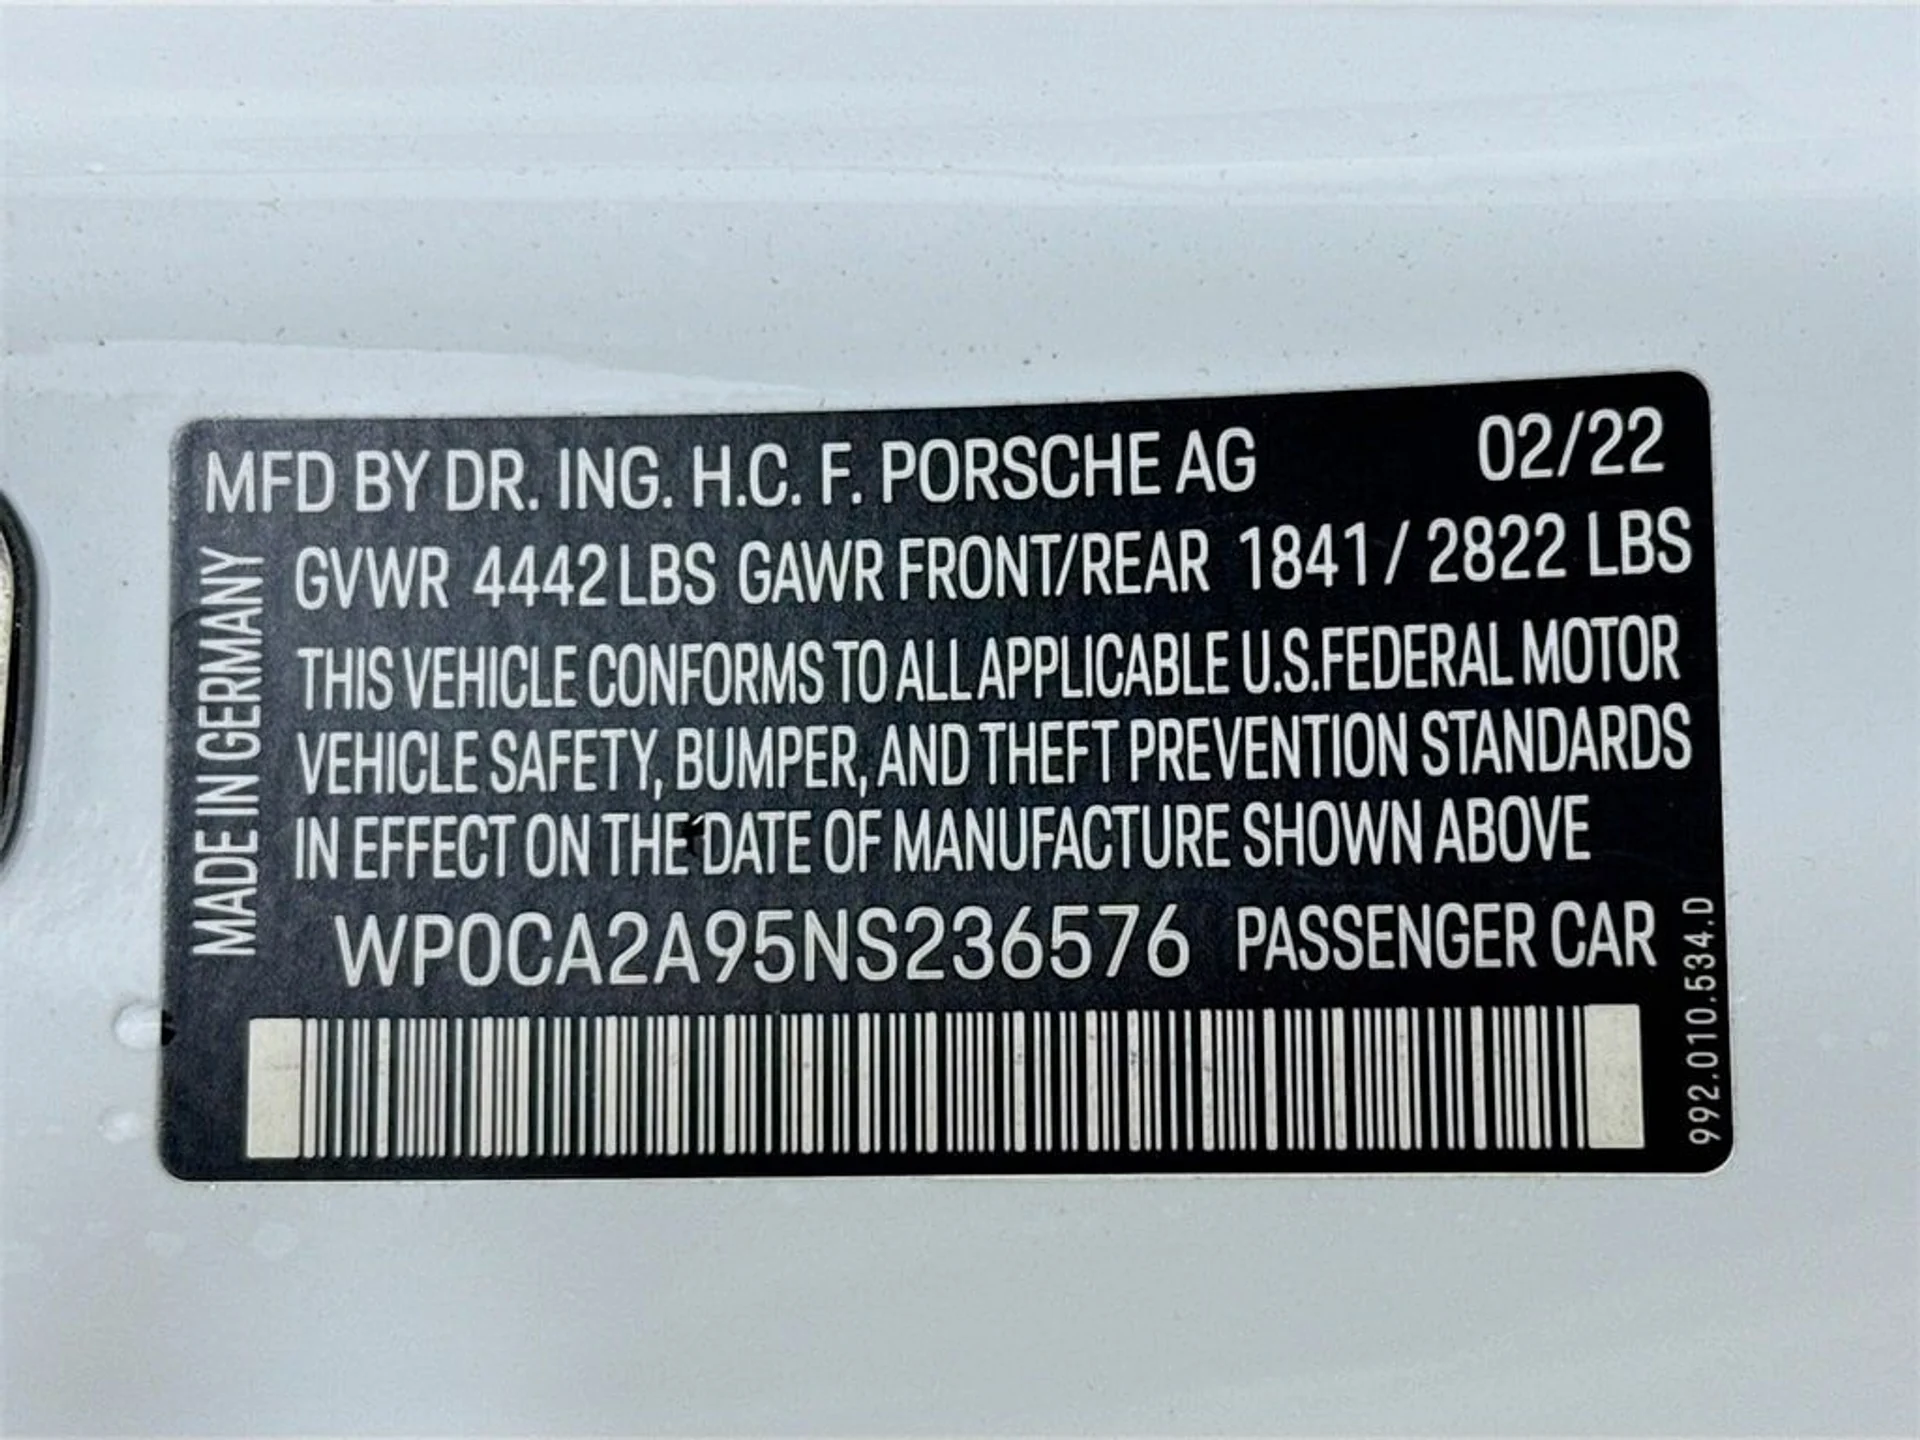 MFD BY DR. ING. H.C. F. PORSCHE AG 02/22
GVWR 4442 LBS GAWR FRONT/REAR 1841 / 2822 LBS
THIS VEHICLE CONFORMS TO ALL APPLICABLE U.S.FEDERAL MOTOR
VEHICLE SAFETY, BUMPER, AND THEFT PREVENTION STANDARDS
IN EFFECT ON THE DATE OF MANUFACTURE SHOWN ABOVE
WP0CA2A95NS236576 PASSENGER CAR
MADE IN GERMANY
992.010.534.D